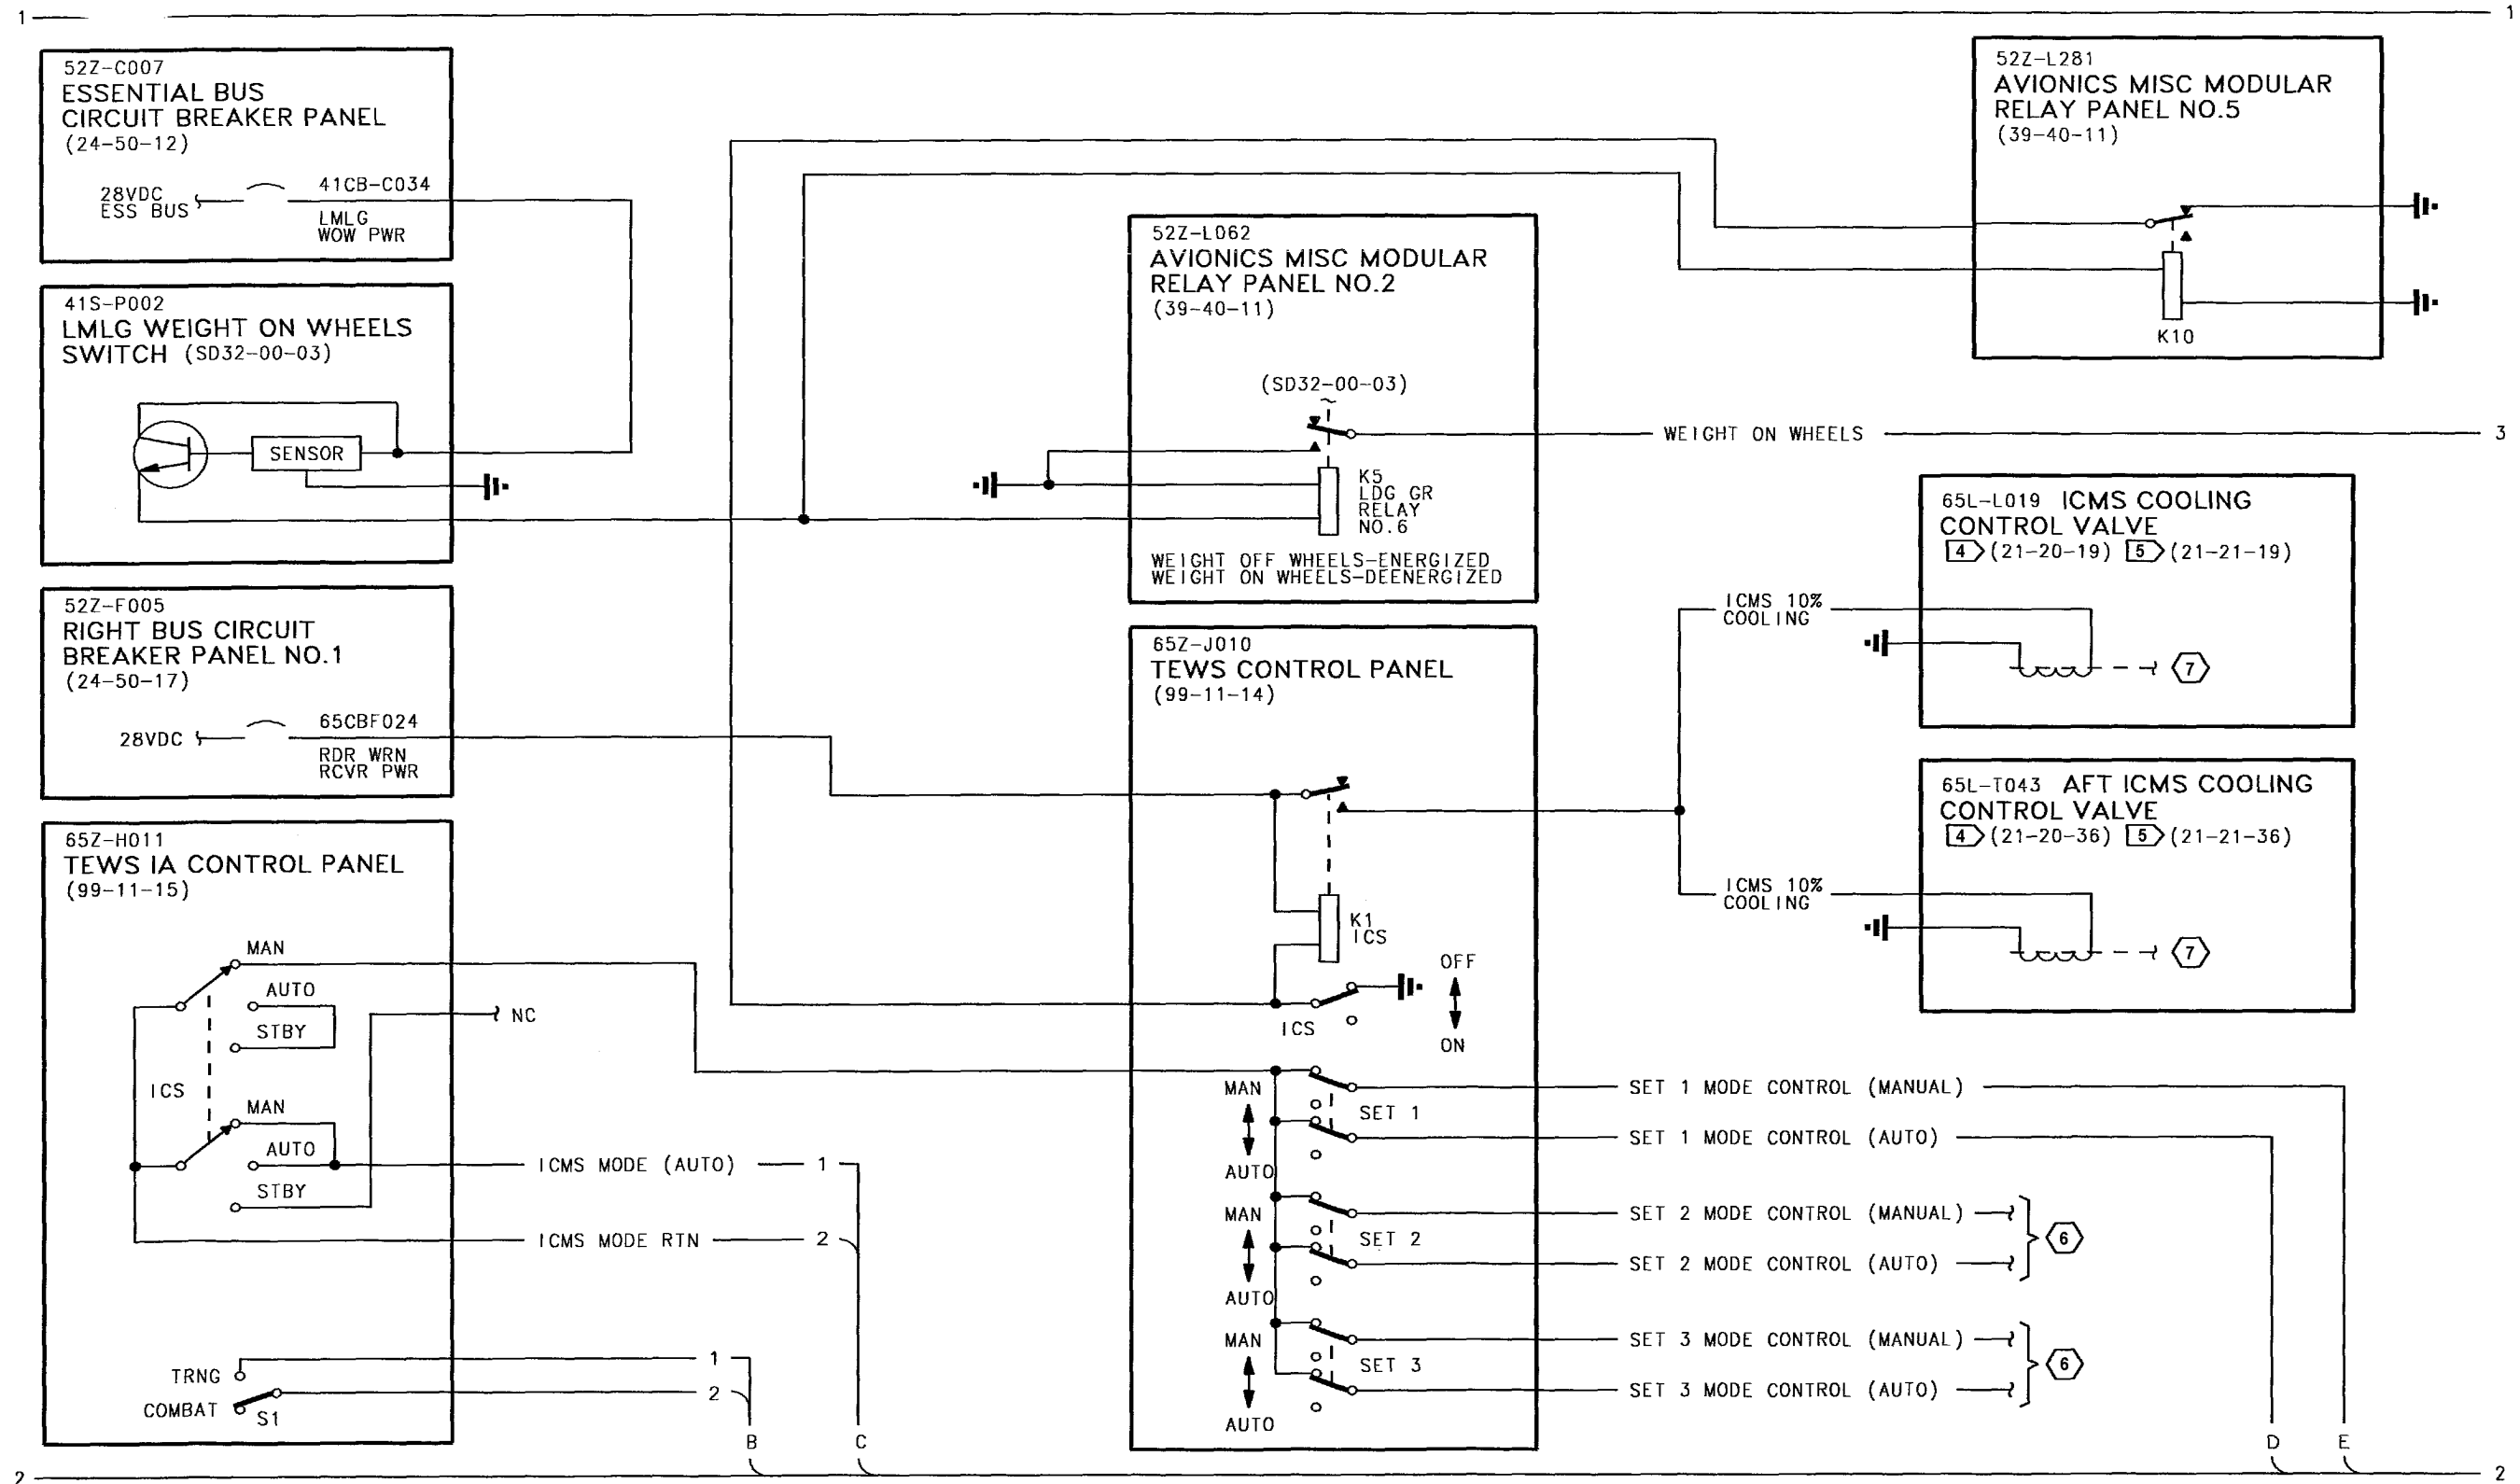 1
1
52Z-C007
ESSENTIAL BUS
CIRCUIT BREAKER PANEL
(24-50-12)
28VDC
ESS BUS
41CB-C034
LMLG
WOW PWR
41S-P002
LMLG WEIGHT ON WHEELS
SWITCH (SD32-00-03)
SENSOR
52Z-F005
RIGHT BUS CIRCUIT
BREAKER PANEL NO.1
(24-50-17)
28VDC
65CBF024
RDR WRN
RCVR PWR
65Z-H011
TEWS IA CONTROL PANEL
(99-11-15)
MAN
AUTO
STBY
NC
ICS
MAN
AUTO
STBY
ICMS MODE (AUTO)
1
ICMS MODE RTN
2
TRNG
COMBAT
S1
1
2
B
C
52Z-L062
AVIONICS MISC MODULAR
RELAY PANEL NO.2
(39-40-11)
(SD32-00-03)
K5
LDG GR
RELAY
NO.6
WEIGHT OFF WHEELS-ENERGIZED
WEIGHT ON WHEELS-DEENERGIZED
WEIGHT ON WHEELS
3
65Z-J010
TEWS CONTROL PANEL
(99-11-14)
K1
ICS
ICS
OFF
ON
MAN
AUTO
SET 1
SET 1 MODE CONTROL (MANUAL)
SET 1 MODE CONTROL (AUTO)
MAN
AUTO
SET 2
SET 2 MODE CONTROL (MANUAL)
SET 2 MODE CONTROL (AUTO)
6
MAN
AUTO
SET 3
SET 3 MODE CONTROL (MANUAL)
SET 3 MODE CONTROL (AUTO)
6
D
E
52Z-L281
AVIONICS MISC MODULAR
RELAY PANEL NO.5
(39-40-11)
K10
65L-L019 ICMS COOLING
CONTROL VALVE
4 (21-20-19) 5 (21-21-19)
ICMS 10%
COOLING
7
65L-T043 AFT ICMS COOLING
CONTROL VALVE
4 (21-20-36) 5 (21-21-36)
ICMS 10%
COOLING
7
2
2